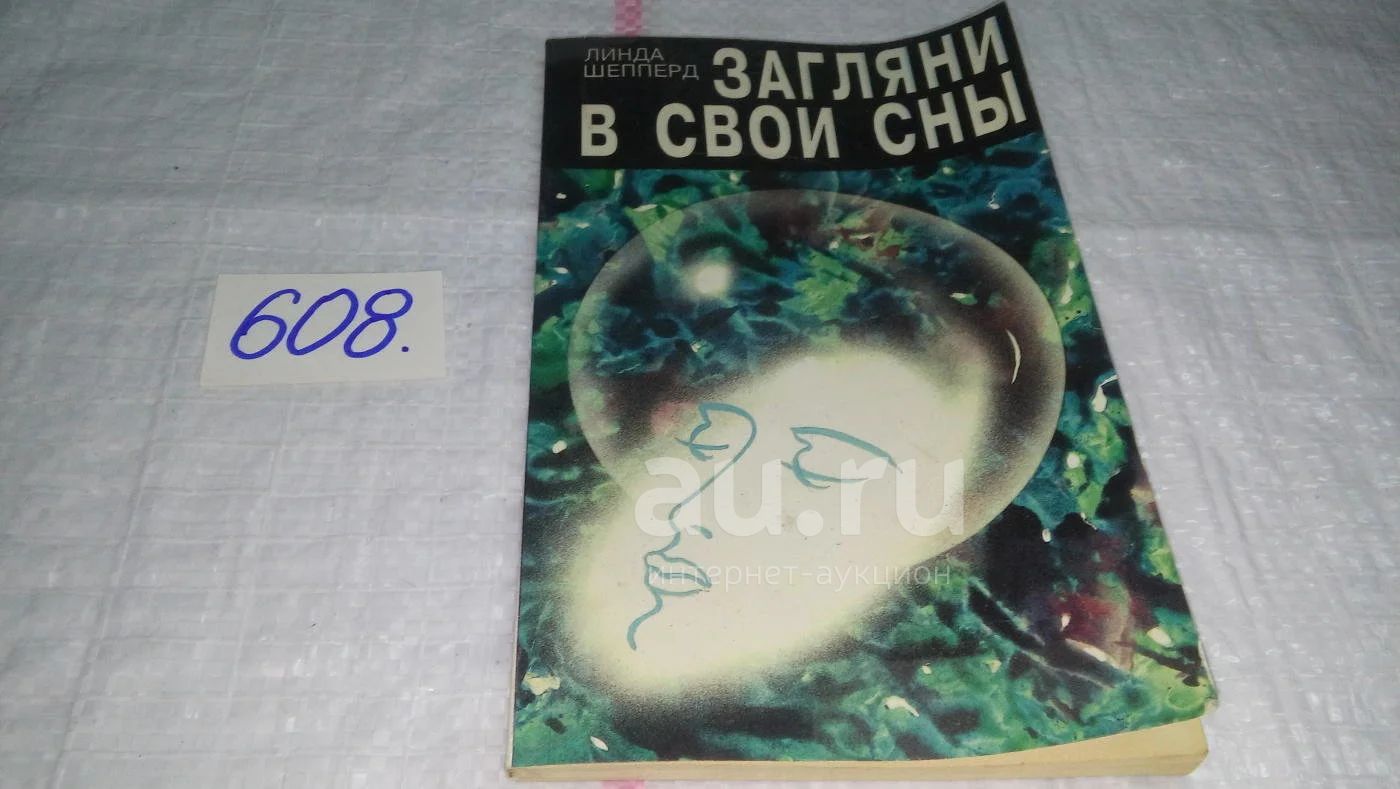 ЛИНДА
ШЕППЕРД
ЗАГЛЯНИ
В СВОИ СНЫ
608.
au.ru
интернет-аукцион